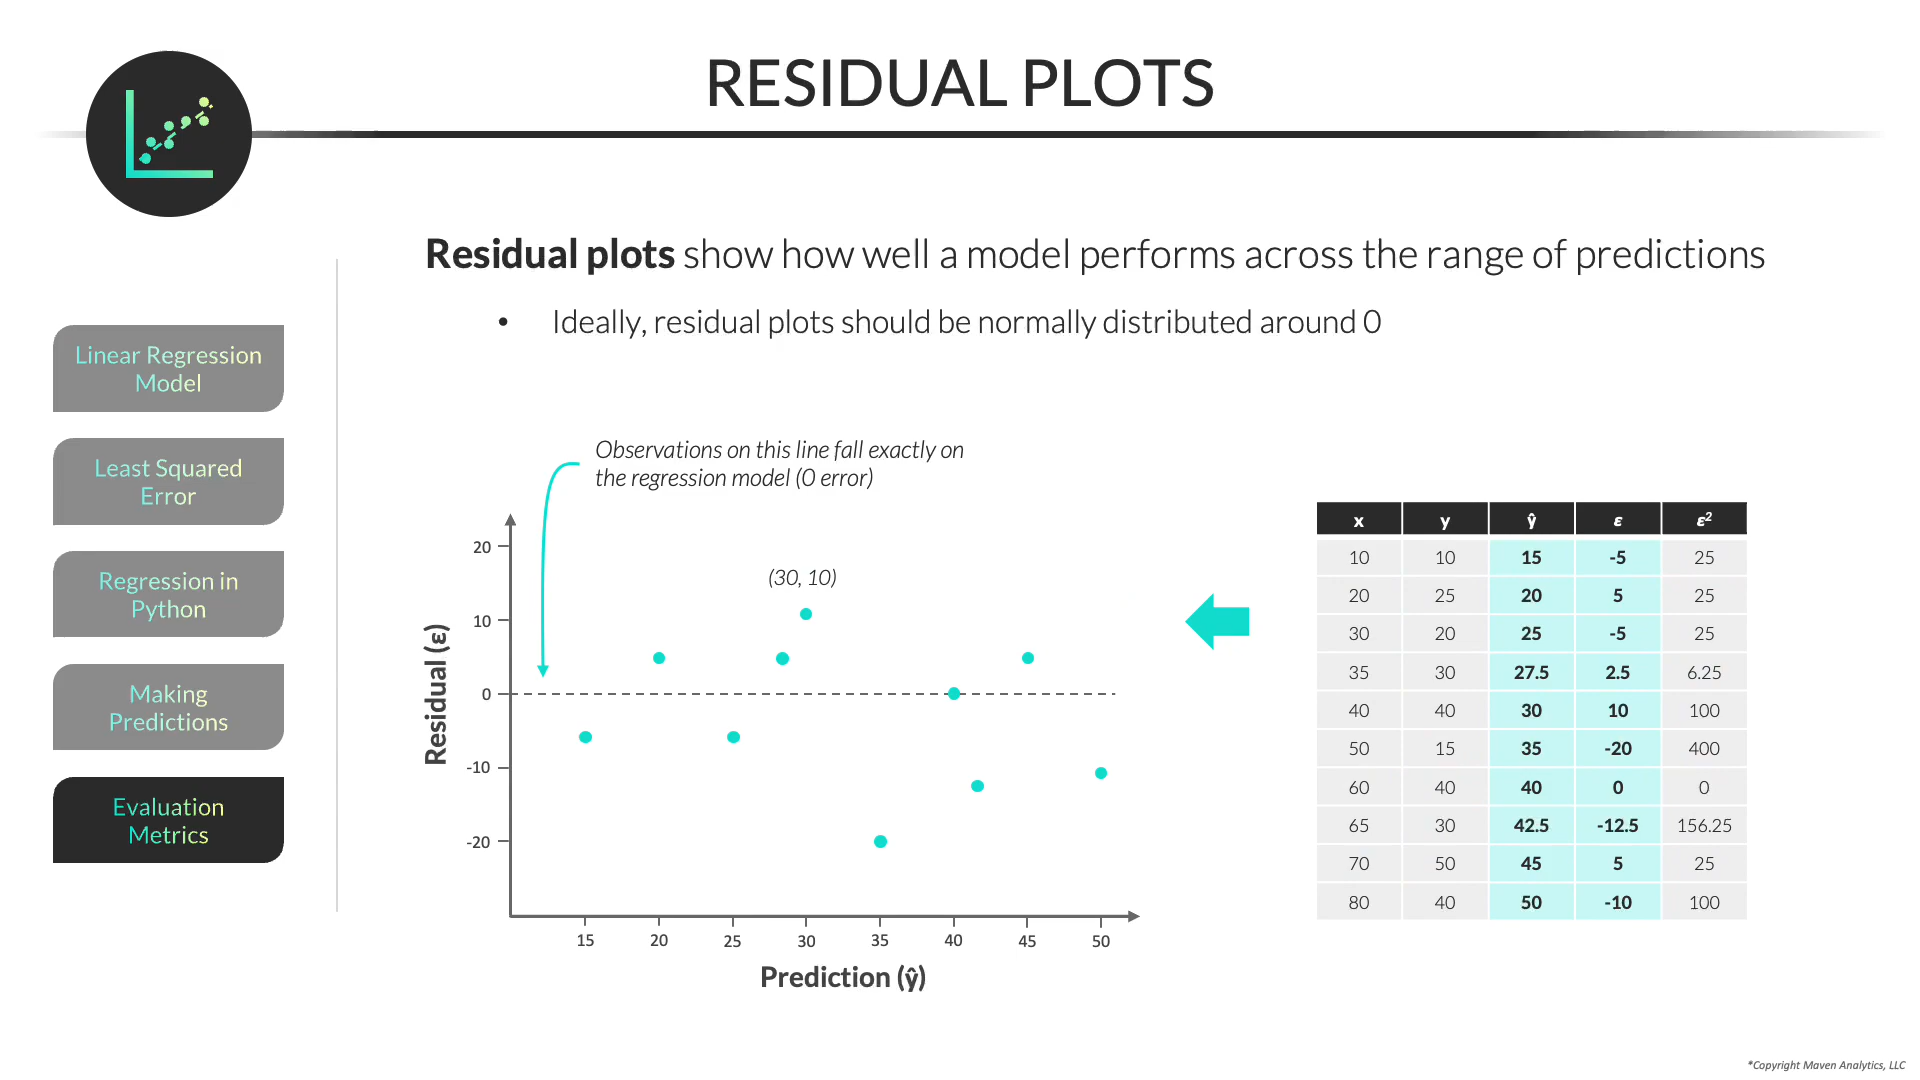 RESIDUAL PLOTS
Residual plots show how well a model performs across the range of predictions
• Ideally, residual plots should be normally distributed around 0
Linear Regression
Model
Least Squared
Error
Regression in
Python
Making
Predictions
Evaluation
Metrics
Observations on this line fall exactly on
the regression model (0 error)
(30, 10)
20
10
0
-10
-20
Residual (ε)
15 20 25 30 35 40 45 50
Prediction (ŷ)
x y ŷ ε ε²
10 10 15 -5 25
20 25 20 5 25
30 20 25 -5 25
35 30 27.5 2.5 6.25
40 40 30 10 100
50 15 35 -20 400
60 40 40 0 0
65 30 42.5 -12.5 156.25
70 50 45 5 25
80 40 50 -10 100
*Copyright Maven Analytics, LLC